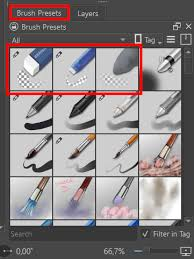 Brush Presets
Layers
Brush Presets
All
Tag
Search
Filter in Tag
0,00°
66,7%